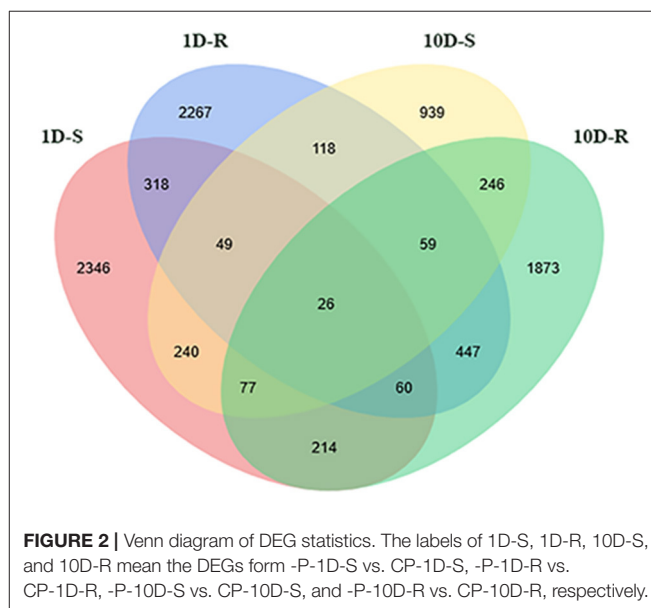 1D-R
10D-S
1D-S
10D-R
2267
939
118
318
246
49
59
2346
1873
26
240
447
77
60
214
FIGURE 2 | Venn diagram of DEG statistics. The labels of 1D-S, 1D-R, 10D-S,
and 10D-R mean the DEGs form -P-1D-S vs. CP-1D-S, -P-1D-R vs.
CP-1D-R, -P-10D-S vs. CP-10D-S, and -P-10D-R vs. CP-10D-R, respectively.